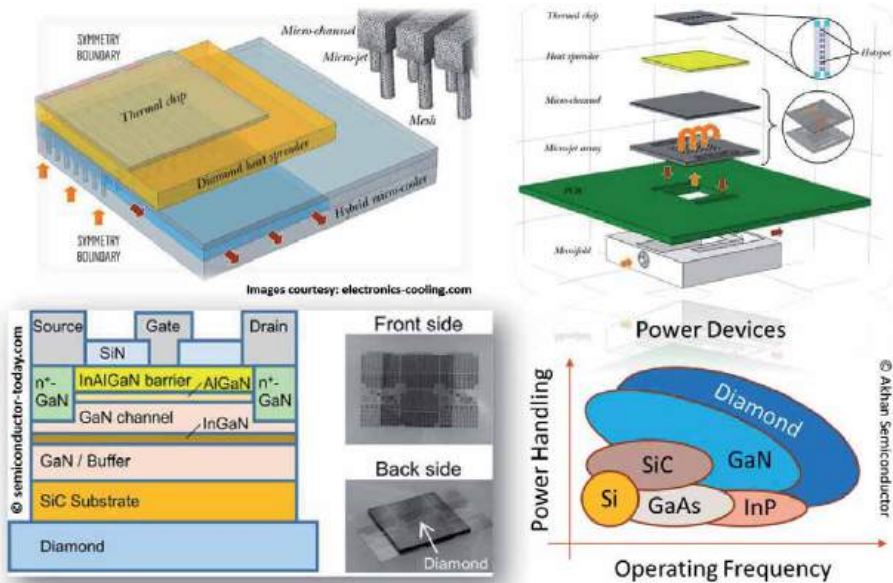 SYMMETRY
BOUNDARY
Thermal chip
Diamond heat spreader
Hybrid micro-cooler
SYMMETRY
BOUNDARY
Micro-channel
Micro-jet
Mesh
Images courtesy: electronics-cooling.com
Thermal chip
Hotspot
Heat spreader
Micro-channel
Micro-jet array
PCB
Manifold
© semiconductor-today.com
Source
Gate
Drain
SiN
n⁺-
GaN
InAlGaN barrier
AlGaN
n⁺-
GaN
GaN channel
InGaN
GaN / Buffer
SiC Substrate
Diamond
Front side
Back side
Diamond
Power Devices
Power Handling
Diamond
GaN
SiC
Si
GaAs
InP
Operating Frequency
© Akhan Semiconductor